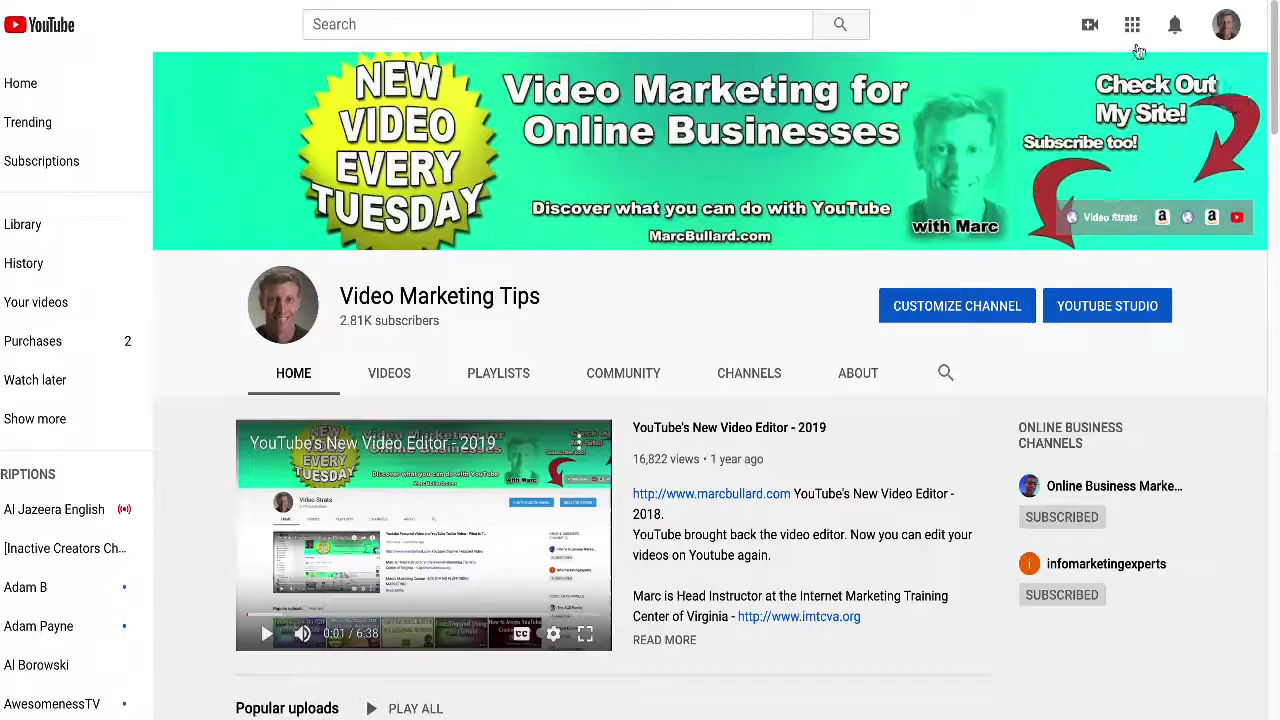 YouTube
Search
Home
Trending
Subscriptions
Library
History
Your videos
Purchases 2
Watch later
Show more
RIPTIONS
Al Jazeera English
[Inactive Creators Ch...
Adam B
Adam Payne
Al Borowski
AwesomenessTV
NEW
VIDEO
EVERY
TUESDAY
Video Marketing for
Online Businesses
Discover what you can do with YouTube
MarcBullard.com
with Marc
Check Out
My Site!
Subscribe too!
Video Strats
Video Marketing Tips
2.81K subscribers
CUSTOMIZE CHANNEL
YOUTUBE STUDIO
HOME VIDEOS PLAYLISTS COMMUNITY CHANNELS ABOUT
YouTube's New Video Editor - 2019
Video Strats
0:01 / 6:38
CC
YouTube's New Video Editor - 2019
16,822 views • 1 year ago
http://www.marcbullard.com YouTube's New Video Editor -
2018.
YouTube brought back the video editor. Now you can edit your
videos on Youtube again.
Marc is Head Instructor at the Internet Marketing Training
Center of Virginia - http://www.imtcva.org
READ MORE
ONLINE BUSINESS
CHANNELS
Online Business Marke...
SUBSCRIBED
i
infomarketingexperts
SUBSCRIBED
Popular uploads PLAY ALL